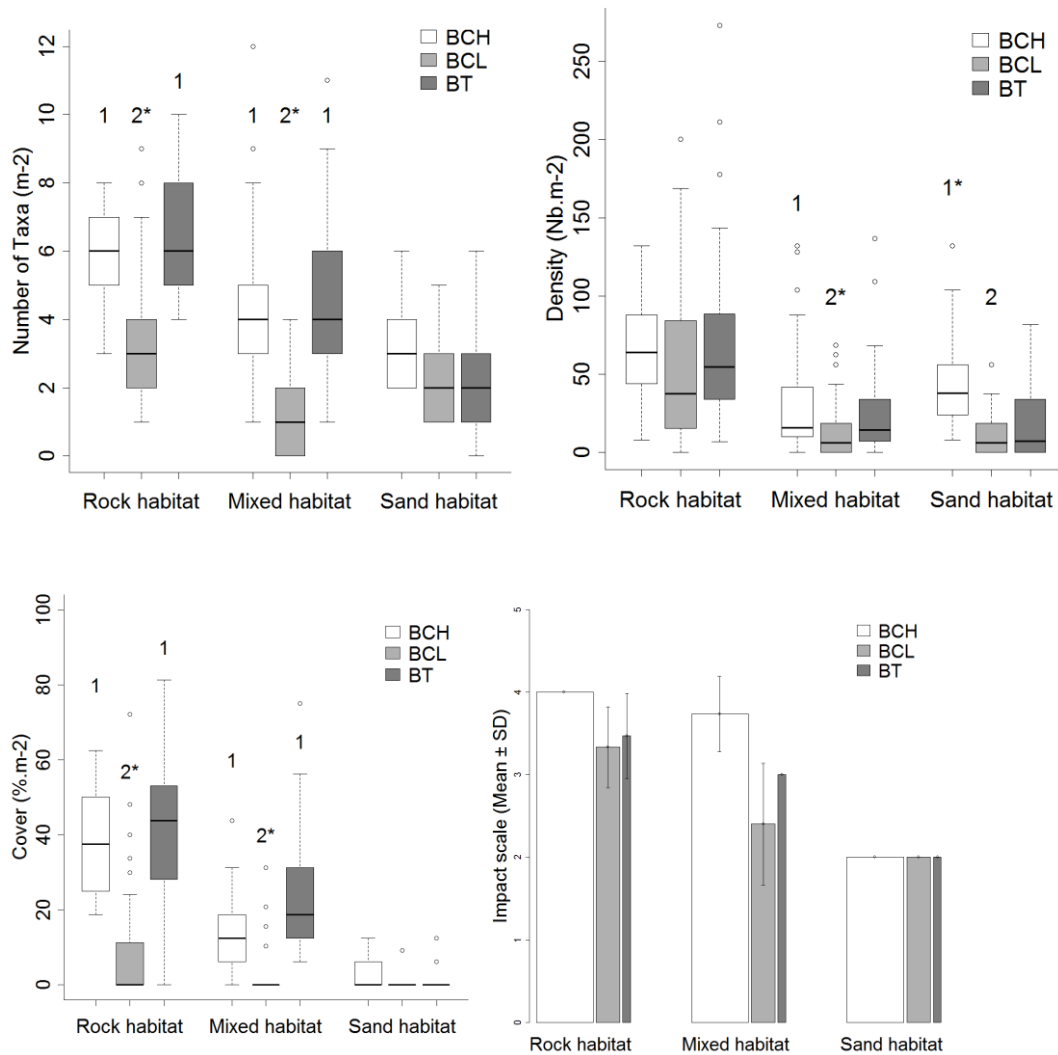 Number of Taxa (m-2)
12
10
8
6
4
2
0
BCH
BCL
BT
1
2*
1
1
2*
1
Rock habitat
Mixed habitat
Sand habitat
Density (Nb.m-2)
250
200
150
100
50
0
BCH
BCL
BT
1
2*
1*
2
Rock habitat
Mixed habitat
Sand habitat
Cover (%.m-2)
100
80
60
40
20
0
BCH
BCL
BT
1
2*
1
1
2*
1
Rock habitat
Mixed habitat
Sand habitat
Impact scale (Mean ± SD)
5
4
3
2
1
0
BCH
BCL
BT
Rock habitat
Mixed habitat
Sand habitat